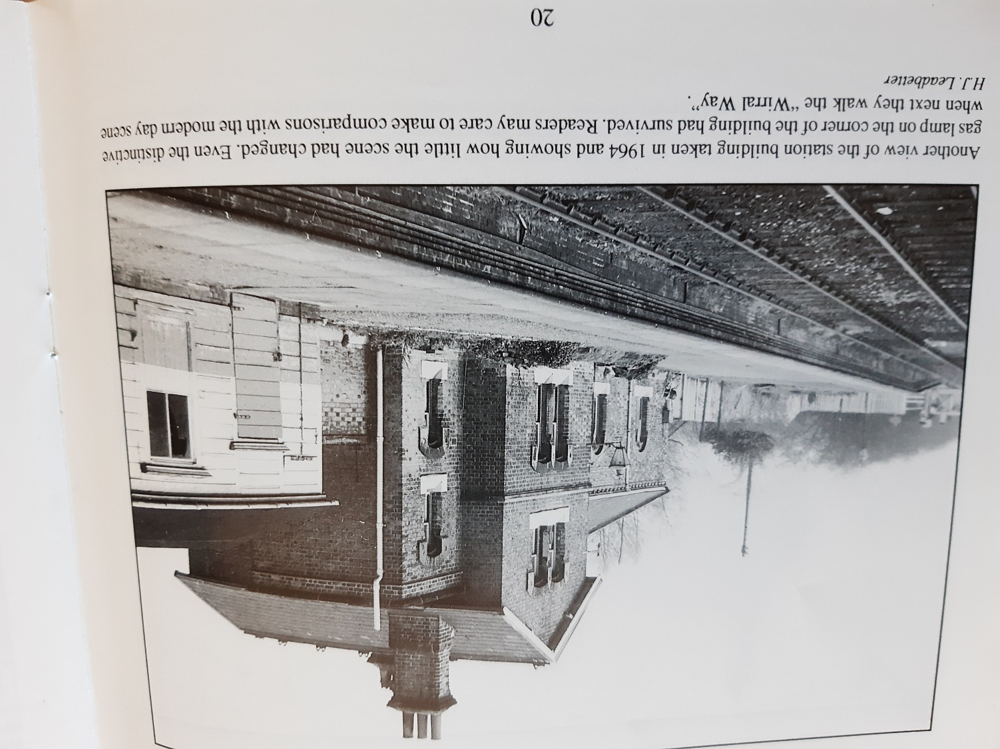 Another view of the station building taken in 1964 and showing how little the scene had changed. Even the distinctive
gas lamp on the corner of the building had survived. Readers may care to make comparisons with the modern day scene
when next they walk the “Wirral Way”.
H.J. Leadbetter
20